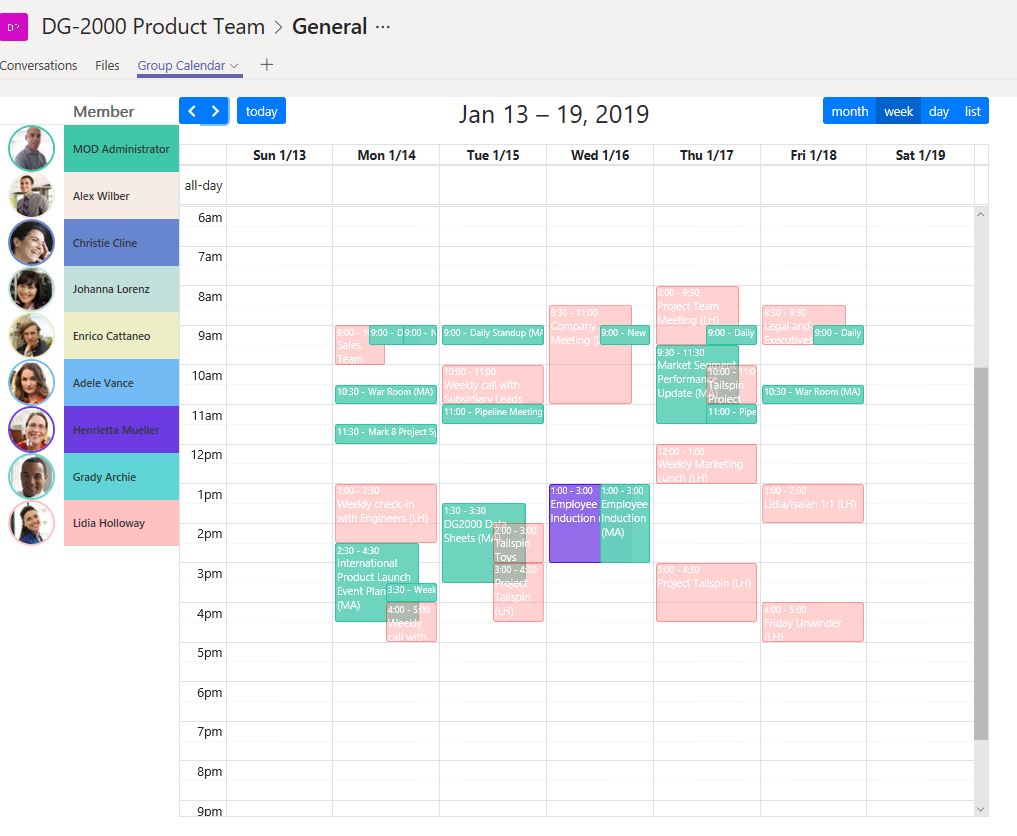 DP
DG-2000 Product Team > General ···
Conversations Files Group Calendar +
Member
MOD Administrator
Alex Wilber
Christie Cline
Johanna Lorenz
Enrico Cattaneo
Adele Vance
Henrietta Mueller
Grady Archie
Lidia Holloway
< > today
Jan 13 – 19, 2019
month week day list
Sun 1/13 Mon 1/14 Tue 1/15 Wed 1/16 Thu 1/17 Fri 1/18 Sat 1/19
all-day
6am
7am
8am
9am
10am
11am
12pm
1pm
2pm
3pm
4pm
5pm
6pm
7pm
8pm
9pm
9:00 -
Sales
Team
9:00 - D
9:00 - N
10:30 - War Room (MA)
11:30 - Mark 8 Project S
1:00 - 2:30
Weekly check-in
with Engineers (LH)
2:30 - 4:30
International
Product Launch
Event Plan
(MA)
3:30 - Week
4:00 - 5:00
Weekly
call with
9:00 - Daily Standup (MA
10:00 - 11:00
Weekly call with
Subsidiary Leads
11:00 - Pipeline Meeting
1:30 - 3:30
DG2000 Data
Sheets (MA)
2:00 - 3:00
Tailspin
Toys
3:00 - 4:30
Project
Tailspin
(LH)
8:30 - 11:00
Company
Meeting (
9:00 - New
1:00 - 3:00
Employee
Induction
1:00 - 3:00
Employee
Induction
(MA)
8:00 - 9:30
Project Team
Meeting (LH)
9:00 - Daily
9:30 - 11:30
Market Segment
Performance
Update (MA)
10:00 - 11:0
Tailspin
Project
11:00 - Pipe
12:00 - 1:00
Weekly Marketing
Lunch (LH)
3:00 - 4:30
Project Tailspin (LH)
8:30 - 9:30
Legal and
Executives
9:00 - Daily
10:30 - War Room (MA)
1:00 - 2:00
Lidia/Isaiah 1:1 (LH)
4:00 - 5:00
Friday Unwinder
(LH)